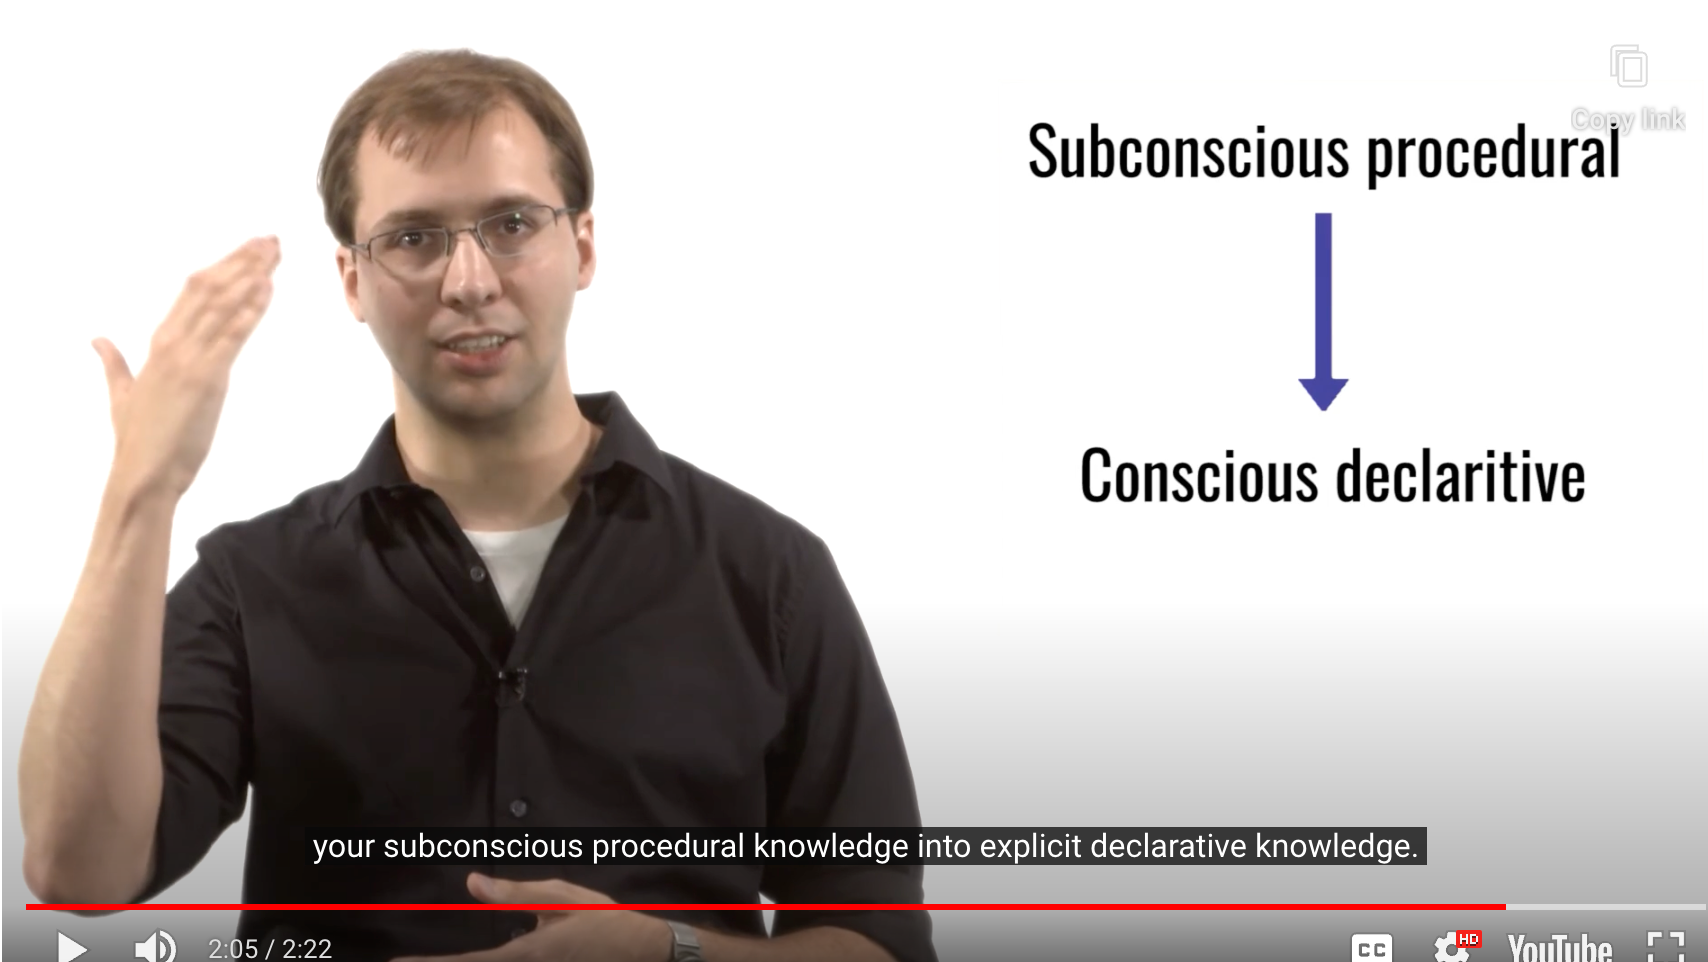 Copy link
Subconscious procedural
Conscious declaritive
your subconscious procedural knowledge into explicit declarative knowledge.
2:05 / 2:22
CC
HD
YouTube